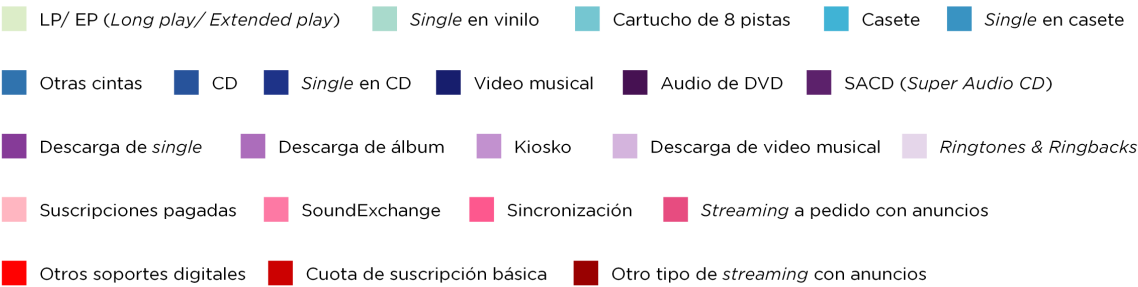 LP/ EP (Long play/ Extended play) Single en vinilo Cartucho de 8 pistas Casete Single en casete
Otras cintas CD Single en CD Video musical Audio de DVD SACD (Super Audio CD)
Descarga de single Descarga de álbum Kiosko Descarga de video musical Ringtones & Ringbacks
Suscripciones pagadas SoundExchange Sincronización Streaming a pedido con anuncios
Otros soportes digitales Cuota de suscripción básica Otro tipo de streaming con anuncios